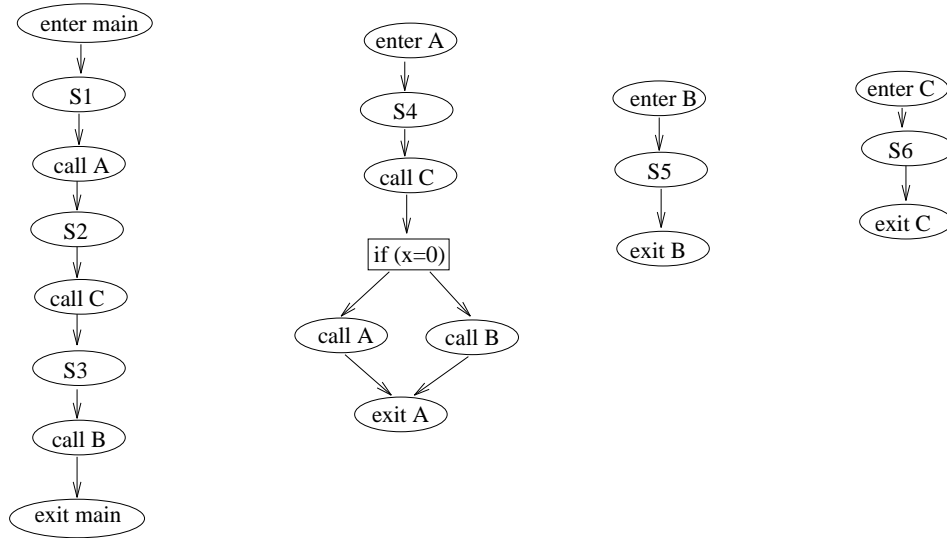 enter main
S1
call A
S2
call C
S3
call B
exit main
enter A
S4
call C
if (x=0)
call A
call B
exit A
enter B
S5
exit B
enter C
S6
exit C